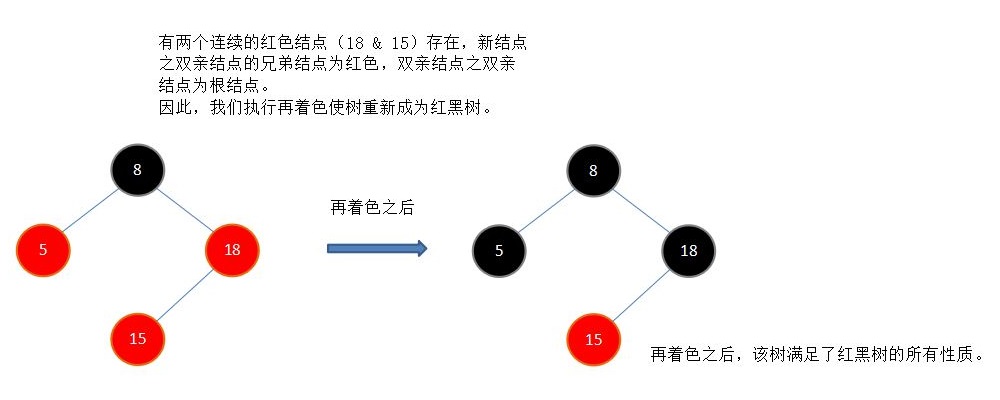 有两个连续的红色结点（18 & 15）存在，新结点
之双亲结点的兄弟结点为红色，双亲结点之双亲
结点为根结点。
因此，我们执行再着色使树重新成为红黑树。
8
5
18
15
再着色之后
8
5
18
15
再着色之后，该树满足了红黑树的所有性质。